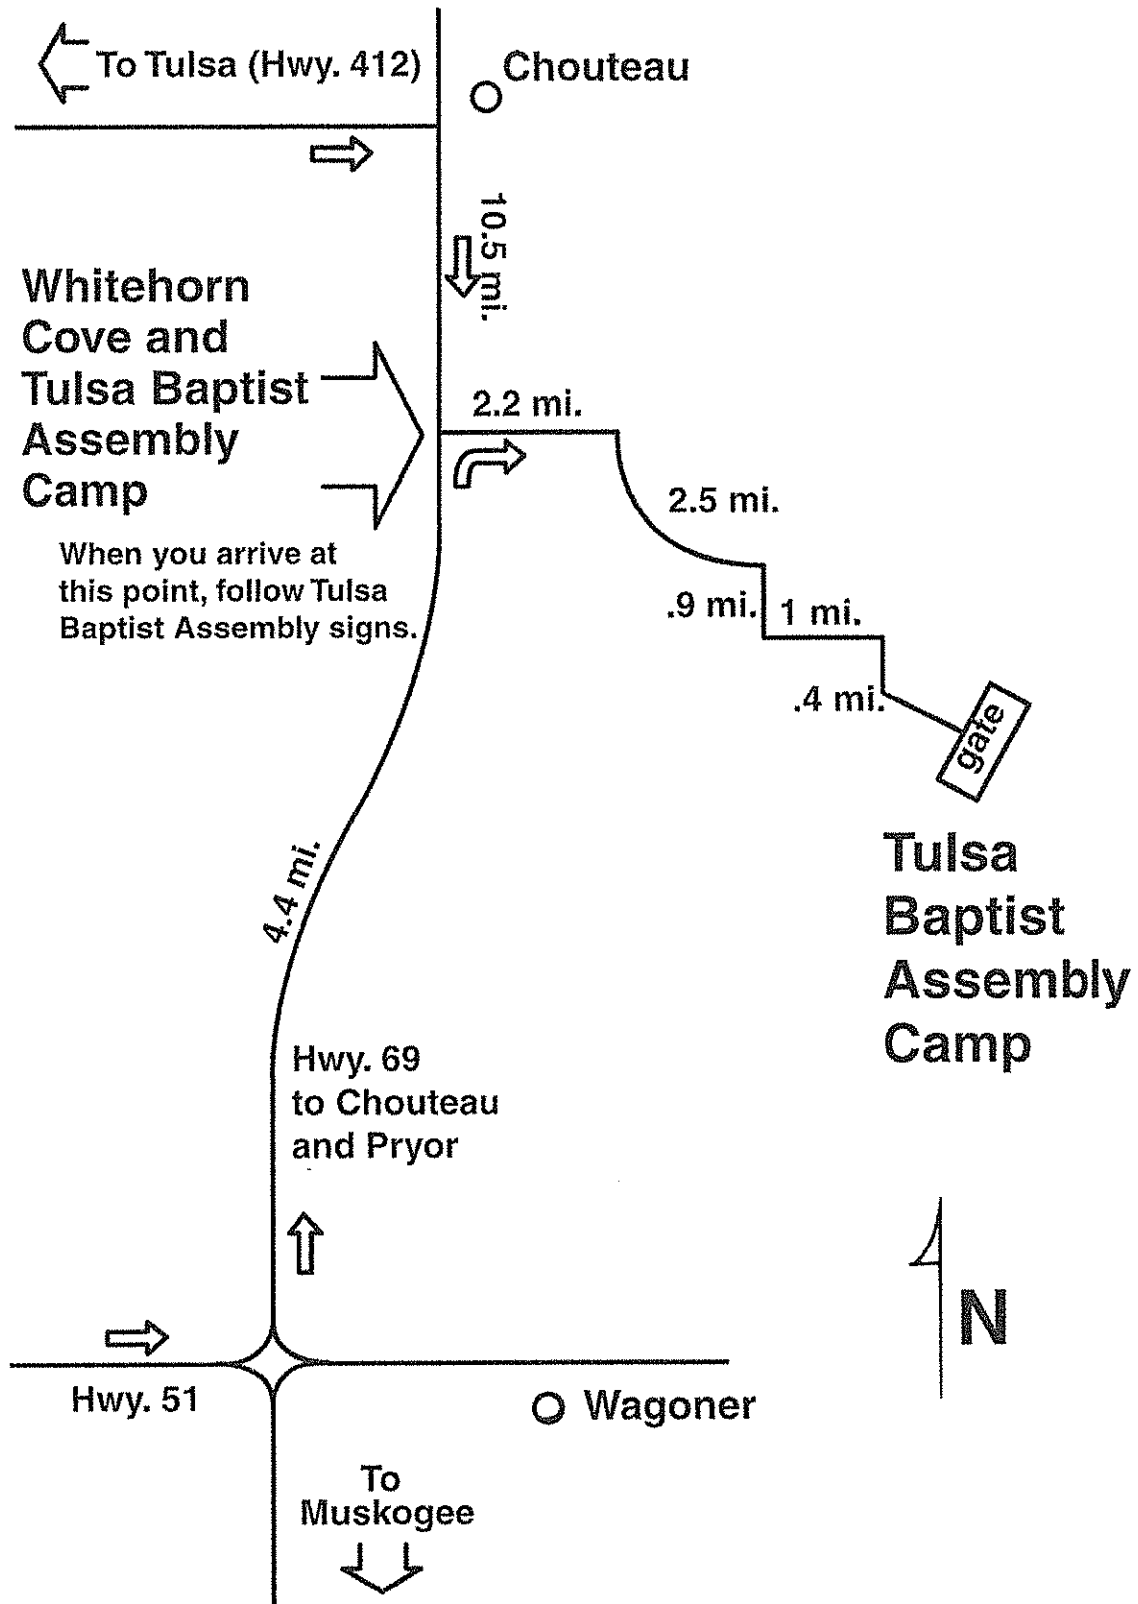 To Tulsa (Hwy. 412)
Chouteau
10.5 mi.
Whitehorn
Cove and
Tulsa Baptist
Assembly
Camp
When you arrive at
this point, follow Tulsa
Baptist Assembly signs.
2.2 mi.
2.5 mi.
.9 mi.
1 mi.
.4 mi.
gate
Tulsa
Baptist
Assembly
Camp
4.4 mi.
Hwy. 69
to Chouteau
and Pryor
N
Hwy. 51
Wagoner
To
Muskogee